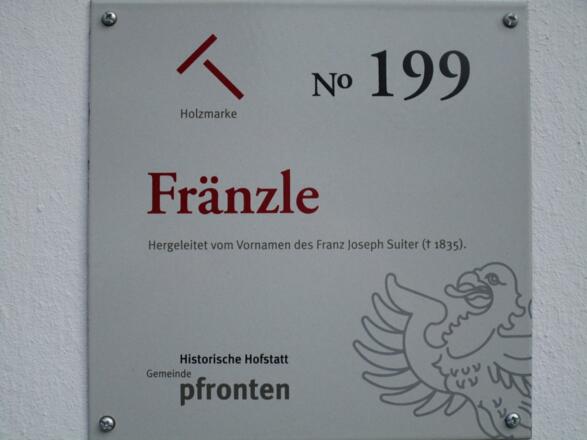 Holzmarke
No 199
Fränzle
Hergeleitet vom Vornamen des Franz Joseph Suiter († 1835).
Historische Hofstatt
Gemeinde
pfronten